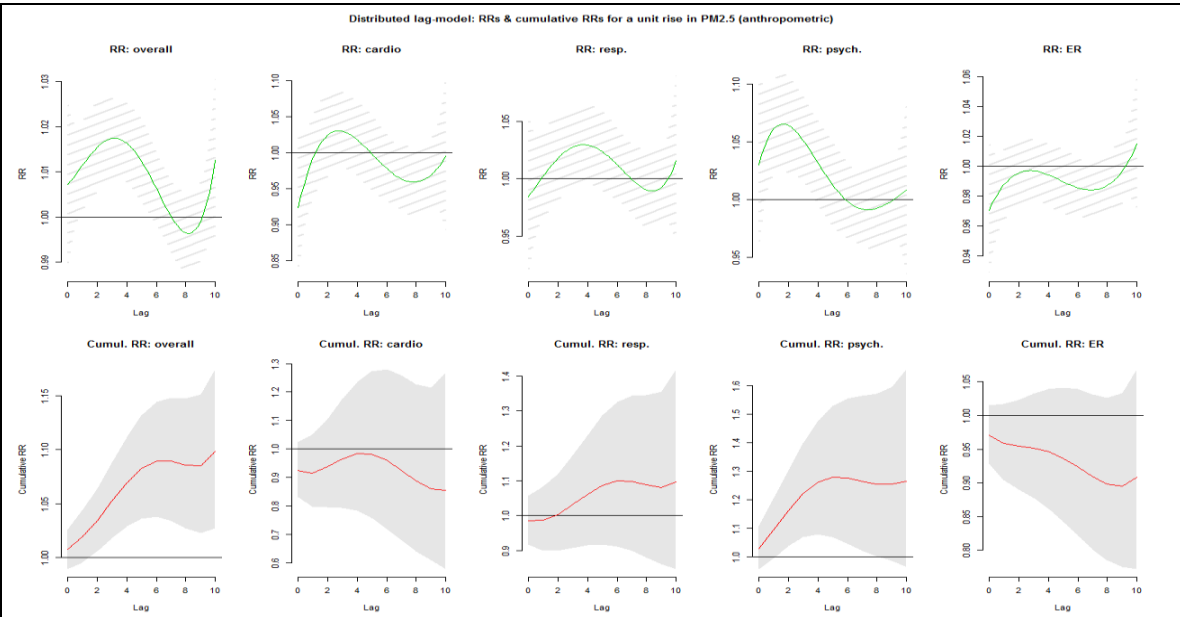 Distributed lag-model: RRs & cumulative RRs for a unit rise in PM2.5 (anthropometric)
RR: overall
RR
1.03
1.02
1.01
1.00
0.99
0 2 4 6 8 10
Lag
RR: cardio
RR
1.10
1.05
1.00
0.95
0.90
0.85
0 2 4 6 8 10
Lag
RR: resp.
RR
1.05
1.00
0.95
0 2 4 6 8 10
Lag
RR: psych.
RR
1.10
1.05
1.00
0.95
0 2 4 6 8 10
Lag
RR: ER
RR
1.06
1.04
1.02
1.00
0.98
0.96
0.94
0 2 4 6 8 10
Lag
Cumul. RR: overall
Cumulative RR
1.15
1.10
1.05
1.00
0 2 4 6 8 10
Lag
Cumul. RR: cardio
Cumulative RR
1.3
1.2
1.1
1.0
0.9
0.8
0.7
0.6
0 2 4 6 8 10
Lag
Cumul. RR: resp.
Cumulative RR
1.4
1.3
1.2
1.1
1.0
0.9
0 2 4 6 8 10
Lag
Cumul. RR: psych.
Cumulative RR
1.6
1.5
1.4
1.3
1.2
1.1
1.0
0 2 4 6 8 10
Lag
Cumul. RR: ER
Cumulative RR
1.05
1.00
0.95
0.90
0.85
0.80
0 2 4 6 8 10
Lag